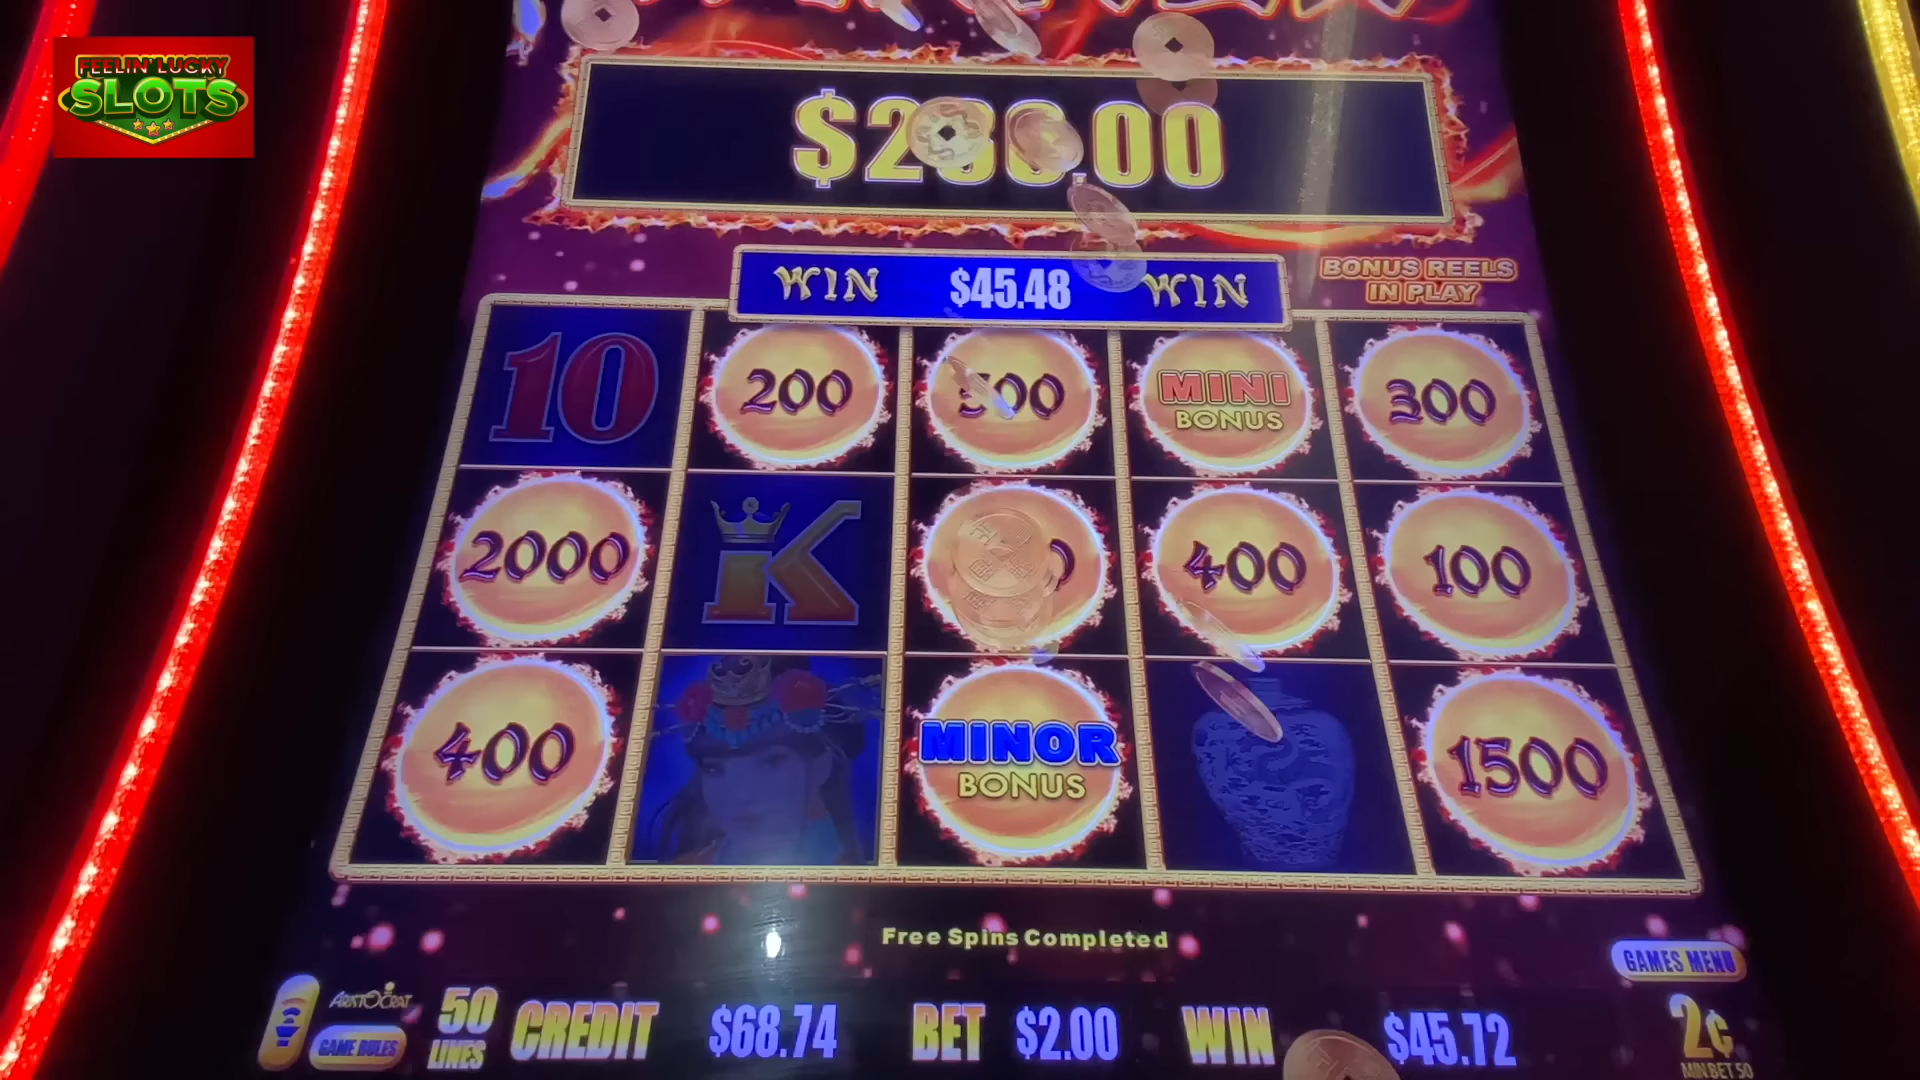 FEELIN' LUCKY
SLOTS
WIN $45.48 WIN
BONUS REELS
IN PLAY
10 200 MINI
BONUS 300
2000 K 400 100
400 MINOR
BONUS 1500
Free Spins Completed
GAMES MENU
ARISTOCRAT
GAME RULES
50
LINES
CREDIT $68.74 BET $2.00 WIN $45.72
2¢
MIN BET 50